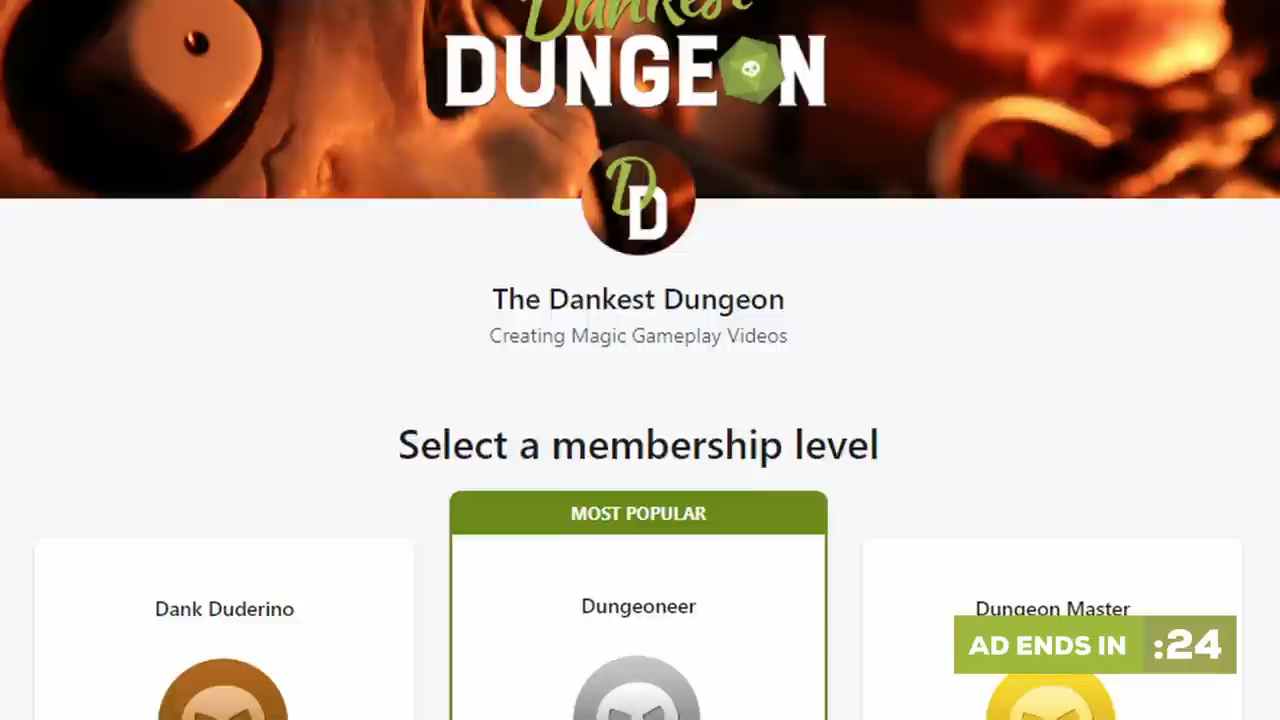 Dankest
DUNGEON
DD
The Dankest Dungeon
Creating Magic Gameplay Videos
Select a membership level
MOST POPULAR
Dank Duderino
Dungeoneer
Dungeon Master
AD ENDS IN :24